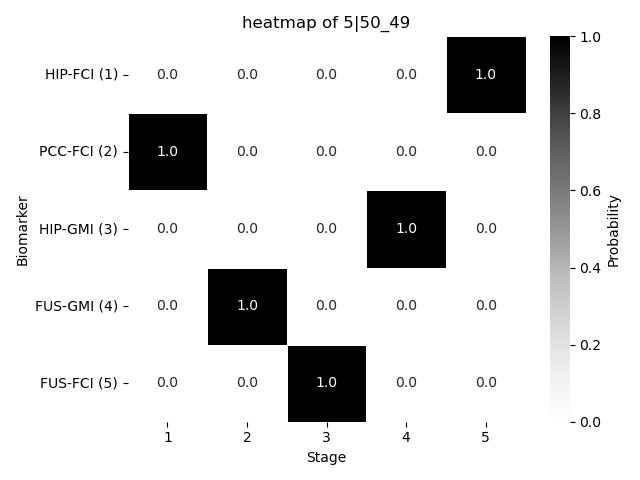 heatmap of 5|50_49
HIP-FCI (1) 0.0 0.0 0.0 0.0 1.0
PCC-FCI (2) 1.0 0.0 0.0 0.0 0.0
HIP-GMI (3) 0.0 0.0 0.0 1.0 0.0
FUS-GMI (4) 0.0 1.0 0.0 0.0 0.0
FUS-FCI (5) 0.0 0.0 1.0 0.0 0.0
1 2 3 4 5
Stage
Biomarker
1.0
0.8
0.6
0.4
0.2
0.0
Probability